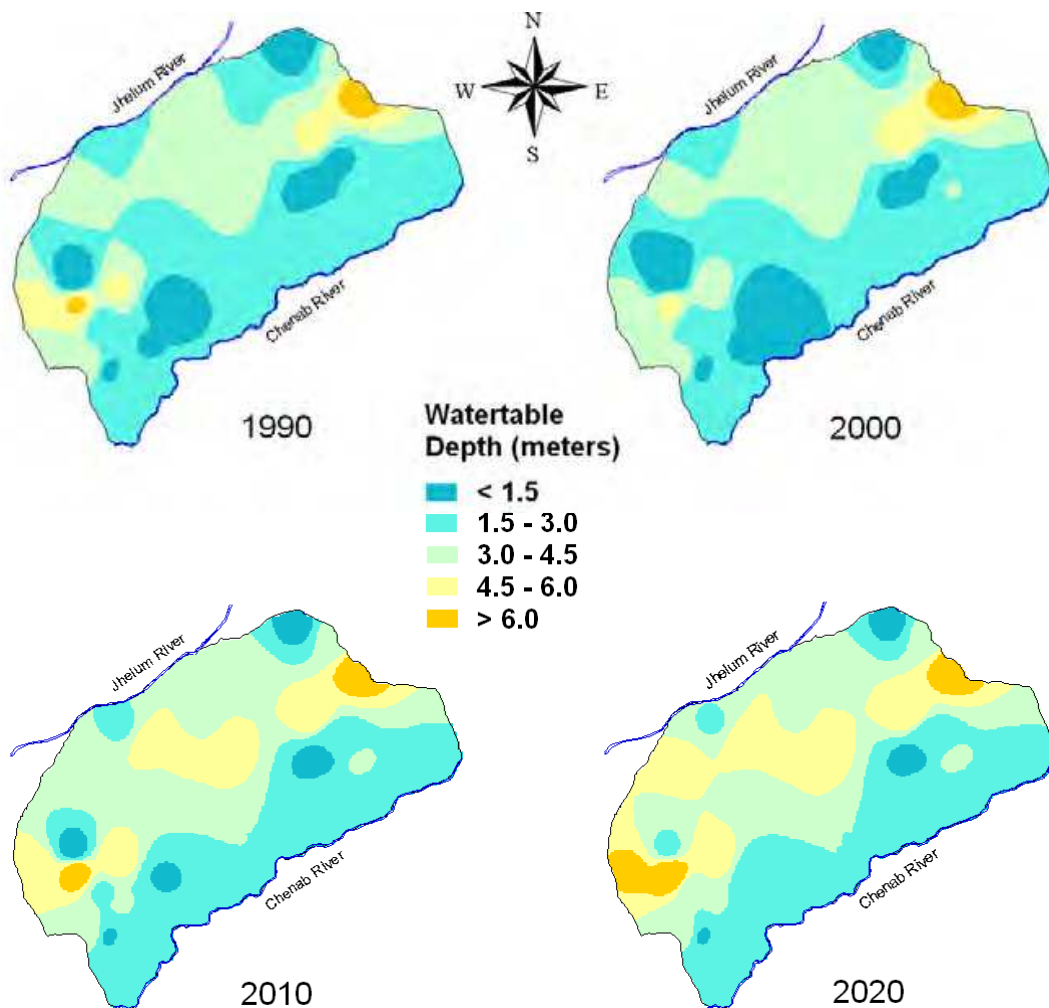 N
Jhelum River
W
E
S
Chenab River
1990
Jhelum River
Chenab River
2000
Watertable
Depth (meters)
< 1.5
1.5 - 3.0
3.0 - 4.5
4.5 - 6.0
> 6.0
Jhelum River
Chenab River
2010
Jhelum River
Chenab River
2020